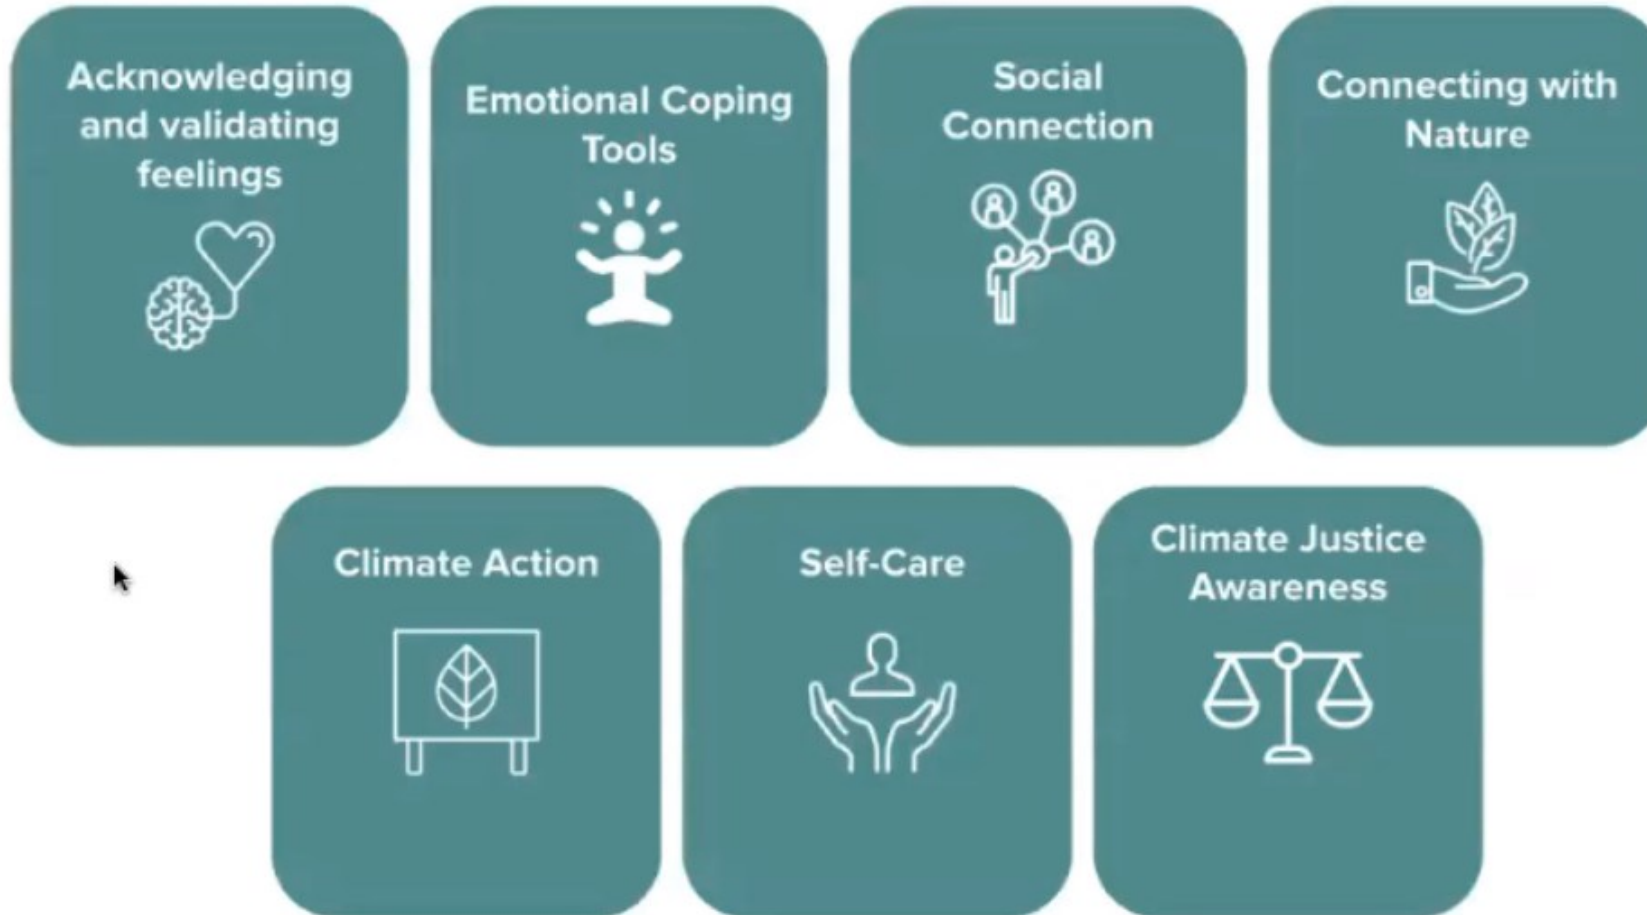 Acknowledging
and validating
feelings
Emotional Coping
Tools
Social
Connection
Connecting with
Nature
Climate Action
Self-Care
Climate Justice
Awareness